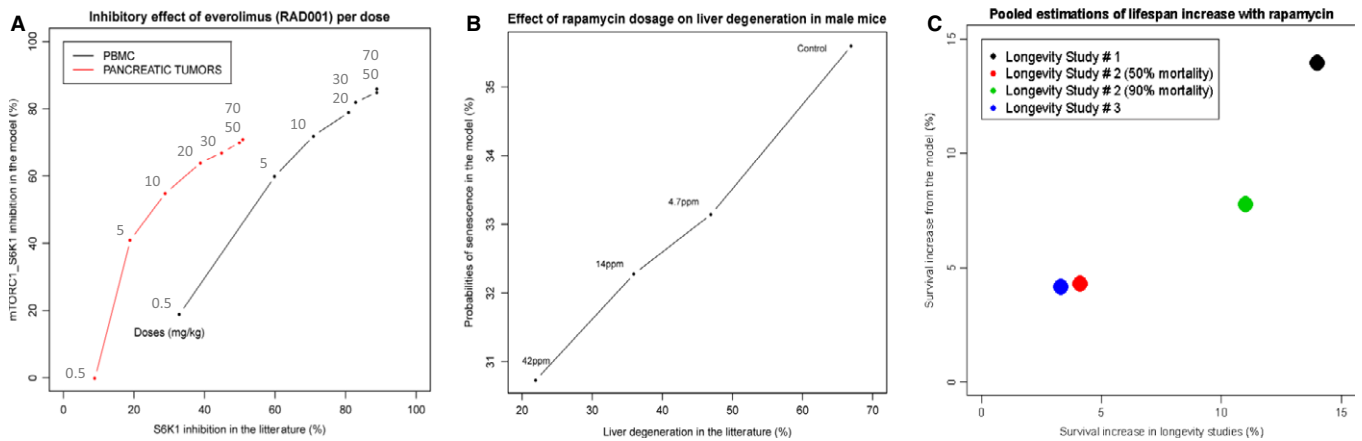 A
Inhibitory effect of everolimus (RAD001) per dose
PBMC
PANCREATIC TUMORS
mTORC1_S6K1 inhibition in the model (%)
0
20
40
60
80
100
0.5
5
10
20
30
50
70
0.5
5
10
20
30
50
70
Doses (mg/kg)
0
20
40
60
80
100
S6K1 inhibition in the litterature (%)
B
Effect of rapamycin dosage on liver degeneration in male mice
Probabilities of senescence in the model (%)
31
32
33
34
35
Control
4.7ppm
14ppm
42ppm
20
30
40
50
60
70
Liver degeneration in the litterature (%)
C
Pooled estimations of lifespan increase with rapamycin
Longevity Study # 1
Longevity Study # 2 (50% mortality)
Longevity Study # 2 (90% mortality)
Longevity Study # 3
Survival increase from the model (%)
0
5
10
15
0
5
10
15
Survival increase in longevity studies (%)